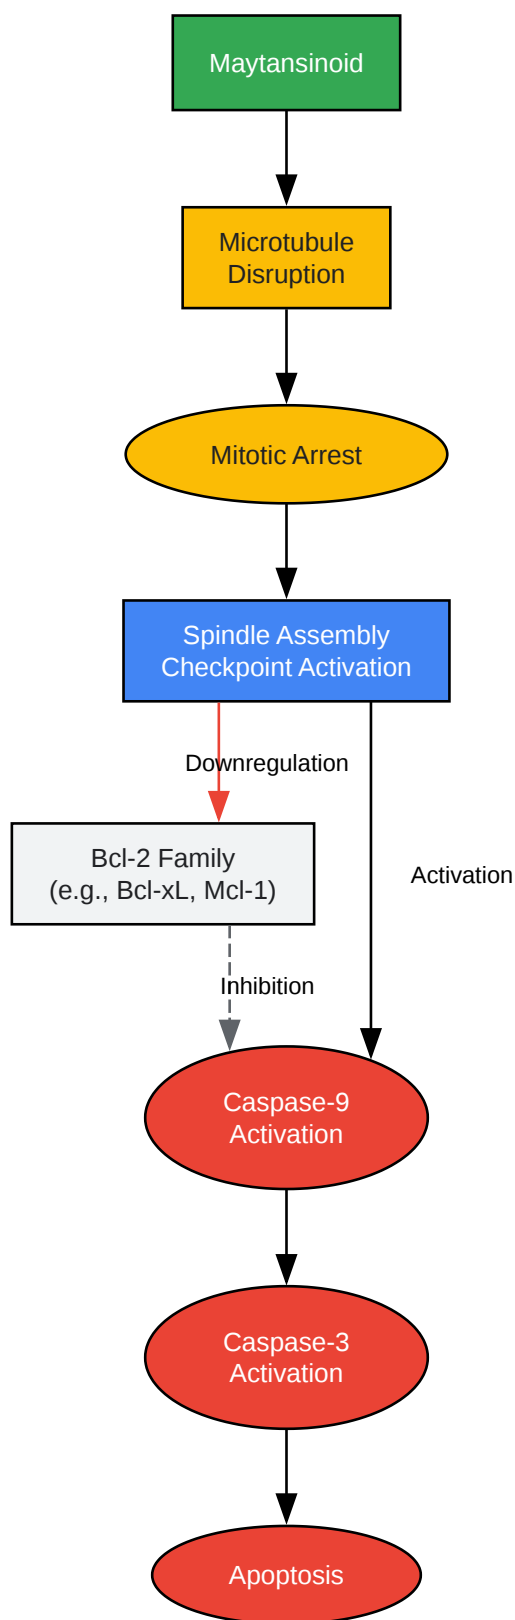 Maytansinoid
Microtubule
Disruption
Mitotic Arrest
Spindle Assembly
Checkpoint Activation
Downregulation
Bcl-2 Family
(e.g., Bcl-xL, Mcl-1)
Activation
Inhibition
Caspase-9
Activation
Caspase-3
Activation
Apoptosis